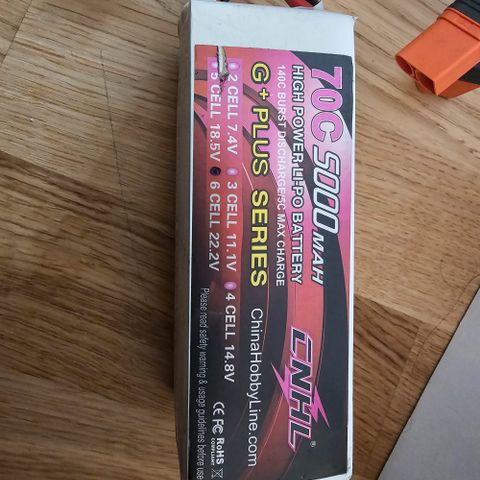 70C 5000MAH
HIGH POWER LI-PO BATTERY
140C BURST DISCHARGE/5C MAX CHARGE
G+PLUS SERIES
CNHL®
ChinaHobbyLine.com
2 CELL 7.4V 3 CELL 11.1V 4 CELL 14.8V
5 CELL 18.5V 6 CELL 22.2V
CE FC RoHS
COMPLIANT
Please read safety warning & usage guidelines before use